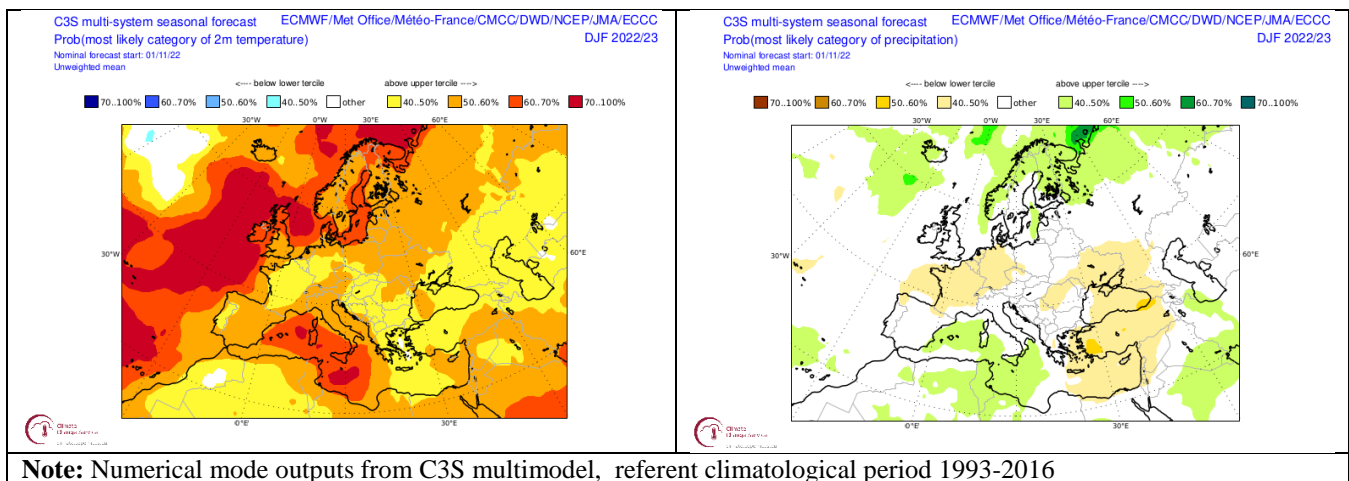 C3S multi-system seasonal forecast ECMWF/Met Office/Météo-France/CMCC/DWD/NCEP/JMA/ECCC
Prob(most likely category of 2m temperature) DJF 2022/23
Nominal forecast start: 01/11/22
Unweighted mean
<---- below lower tercile above upper tercile ---->
70..100% 60..70% 50..60% 40..50% other 40..50% 50..60% 60..70% 70..100%
30°W 0°W 30°E 60°E
30°W 60°E
0°E 30°E
Climate
Change Service
C3S multi-system seasonal forecast ECMWF/Met Office/Météo-France/CMCC/DWD/NCEP/JMA/ECCC
Prob(most likely category of precipitation) DJF 2022/23
Nominal forecast start: 01/11/22
Unweighted mean
<---- below lower tercile above upper tercile ---->
70..100% 60..70% 50..60% 40..50% other 40..50% 50..60% 60..70% 70..100%
30°W 0°W 30°E 60°E
30°W 60°E
0°E 30°E
Climate
Change Service
Note: Numerical mode outputs from C3S multimodel, referent climatological period 1993-2016